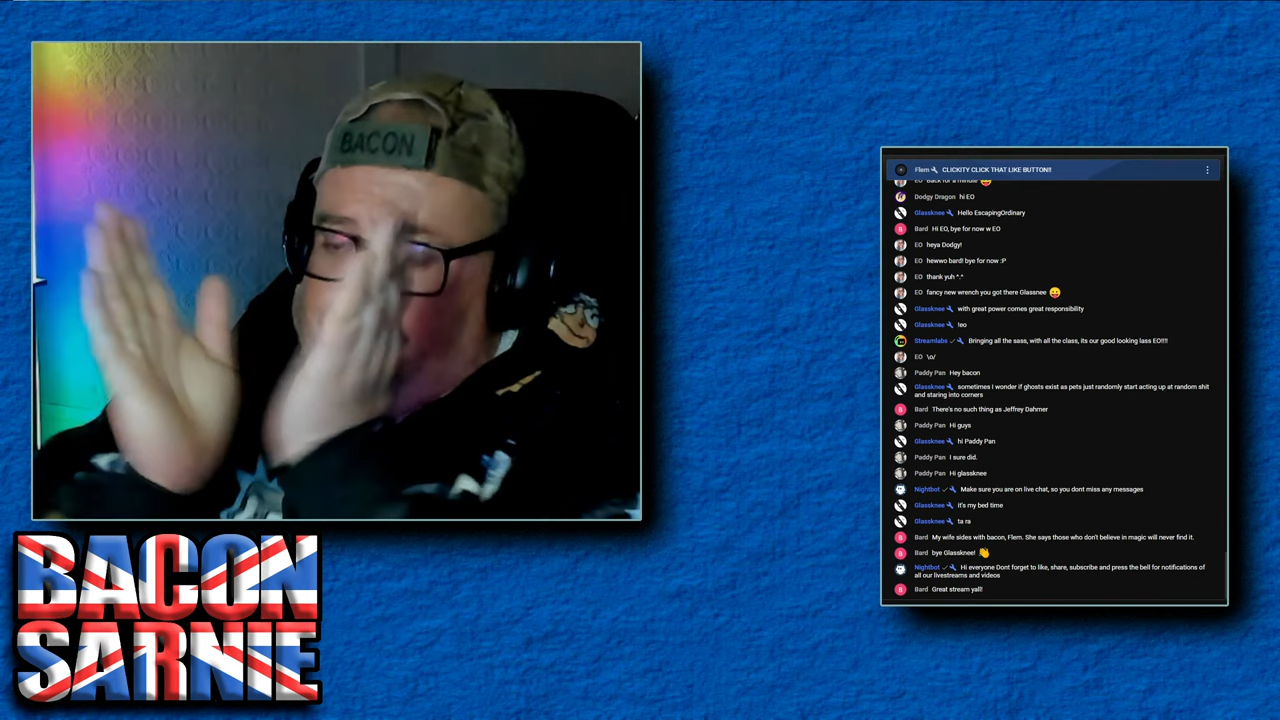 BACON
BACON
SARNIE
Flem CLICKITY CLICK THAT LIKE BUTTON!!
EO Back for a minute
Dodgy Dragon hi EO
Glassknee Hello EscapingOrdinary
Bard Hi EO, bye for now w EO
EO heya Dodgy!
EO hewwo bard! bye for now :P
EO thank yuh ^.^
EO fancy new wrench you got there Glassnee 😛
Glassknee with great power comes great responsibility
Glassknee !eo
Streamlabs Bringing all the sass, with all the class, its our good looking lass EO!!!!
EO \o/
Paddy Pan Hey bacon
Glassknee sometimes I wonder if ghosts exist as pets just randomly start acting up at random shit
and staring into corners
Bard There's no such thing as Jeffrey Dahmer
Paddy Pan Hi guys
Glassknee hi Paddy Pan
Paddy Pan I sure did.
Paddy Pan Hi glassknee
Nightbot Make sure you are on live chat, so you dont miss any messages
Glassknee it's my bed time
Glassknee ta ra
Bard My wife sides with bacon, Flem. She says those who don't believe in magic will never find it.
Bard bye Glassknee! 👋
Nightbot Hi everyone Dont forget to like, share, subscribe and press the bell for notifications of
all our livestreams and videos
Bard Great stream yall!